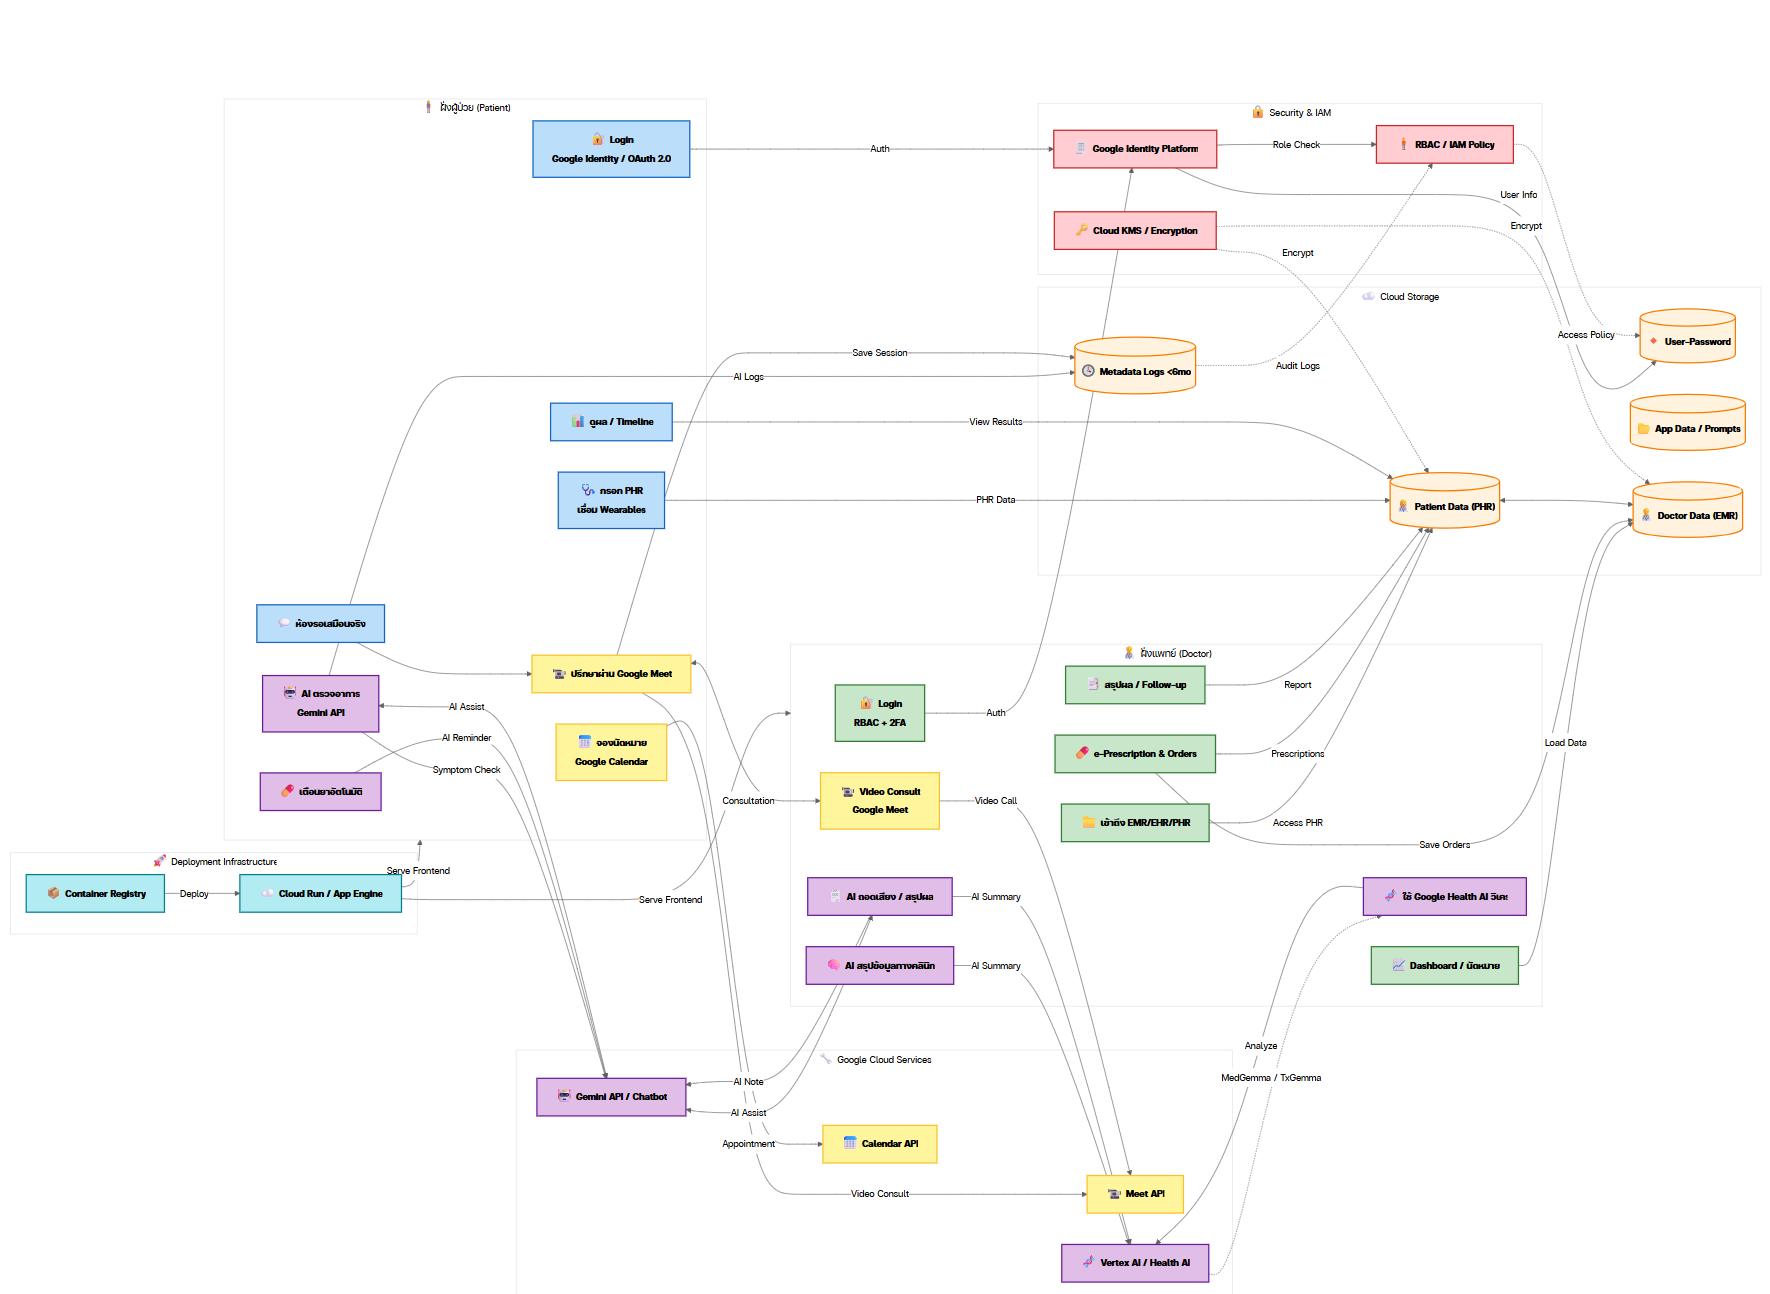 ฝั่งผู้ป่วย (Patient)
Login
Google Identity / OAuth 2.0
Auth
Security & IAM
Google Identity Platform
Role Check
RBAC / IAM Policy
User Info
Cloud KMS / Encryption
Encrypt
Encrypt
Cloud Storage
Access Policy
User-Password
Save Session
AI Logs
Metadata Logs <6mo
Audit Logs
ดูผล / Timeline
View Results
App Data / Prompts
กรอก PHR
เชื่อม Wearables
PHR Data
Patient Data (PHR)
Doctor Data (EMR)
ห้องรอเสมือนจริง
AI ตรวจอาการ
Gemini API
ปรึกษาผ่าน Google Meet
AI Assist
AI Reminder
Symptom Check
จองนัดหมาย
Google Calendar
เตือนยาอัตโนมัติ
ฝั่งแพทย์ (Doctor)
สรุปผล / Follow-up
Report
Login
RBAC + 2FA
Auth
e-Prescription & Orders
Prescriptions
Load Data
Consultation
Video Consult
Google Meet
Video Call
เข้าถึง EMR/EHR/PHR
Access PHR
Save Orders
Deployment Infrastructure
Container Registry
Deploy
Cloud Run / App Engine
Serve Frontend
Serve Frontend
AI ถอดเสียง / สรุปผล
AI Summary
ใช้ Google Health AI วิเคร
AI สรุปข้อมูลทางคลินิก
AI Summary
Dashboard / นัดหมาย
Analyze
MedGemma / TxGemma
Google Cloud Services
Gemini API / Chatbot
AI Note
AI Assist
Appointment
Calendar API
Video Consult
Meet API
Vertex AI / Health AI